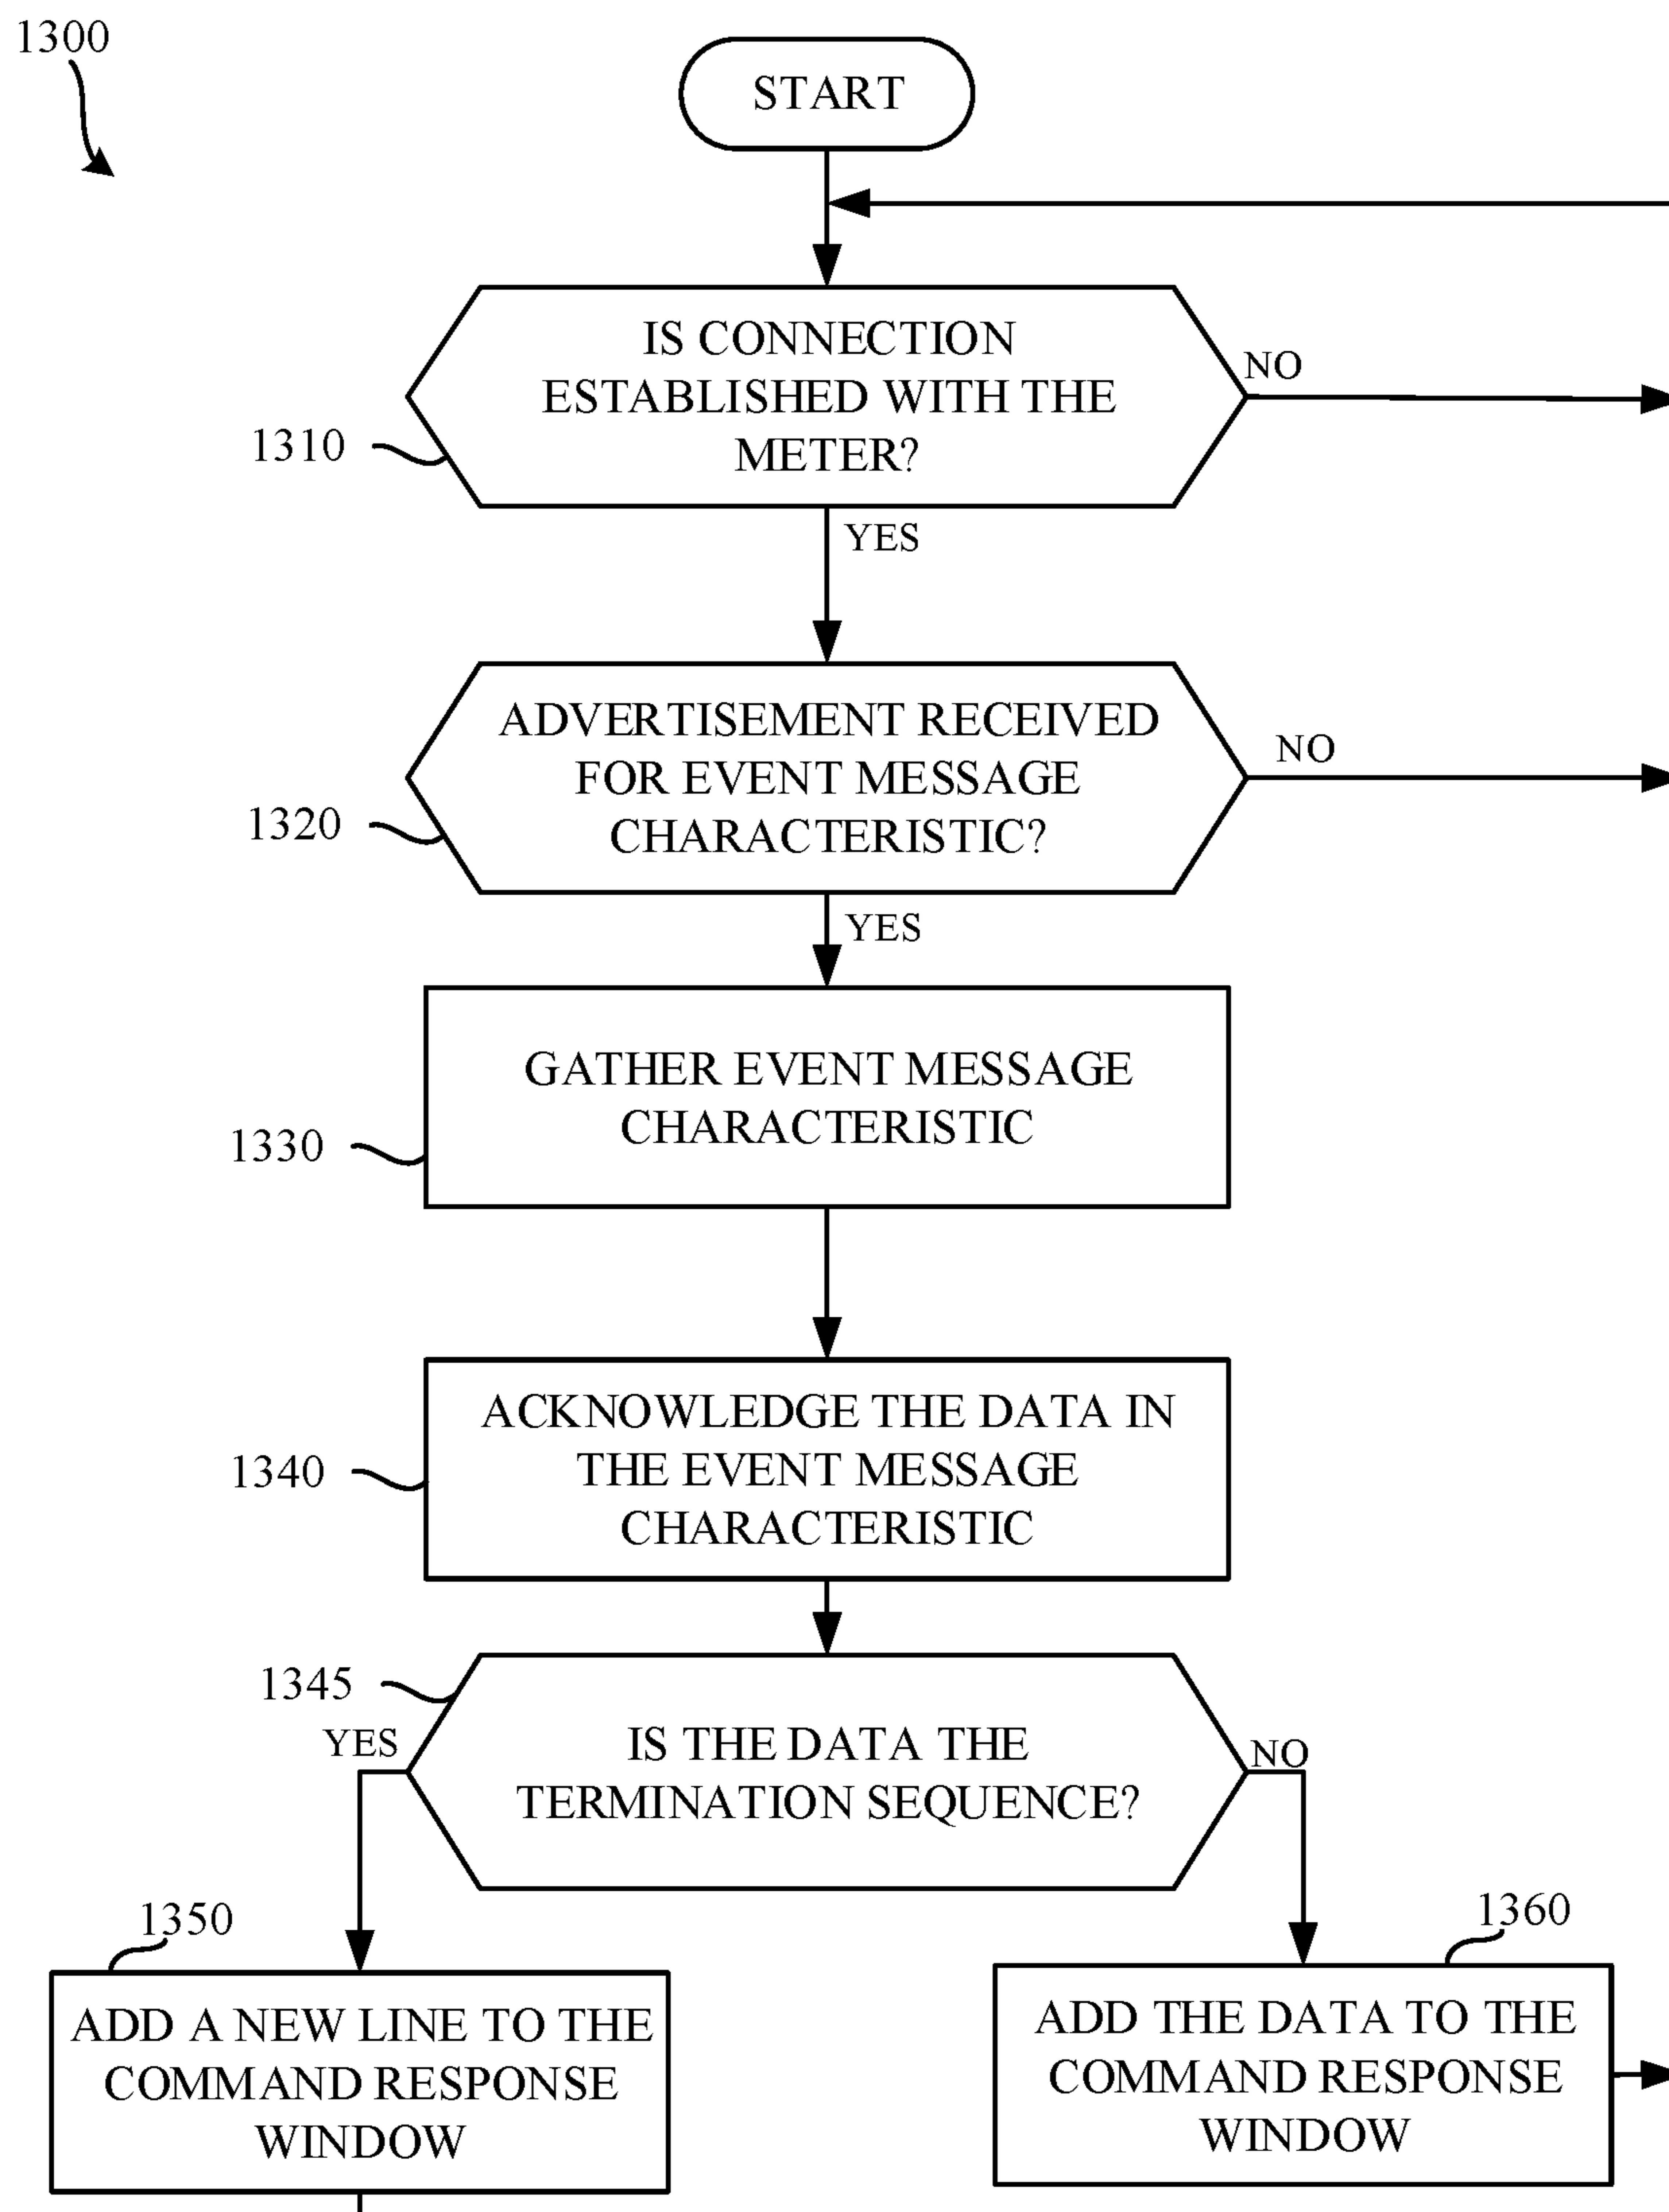 1300
START
IS CONNECTION
ESTABLISHED WITH THE
METER?
NO
1310
YES
ADVERTISEMENT RECEIVED
FOR EVENT MESSAGE
CHARACTERISTIC?
NO
1320
YES
GATHER EVENT MESSAGE
CHARACTERISTIC
1330
ACKNOWLEDGE THE DATA IN
THE EVENT MESSAGE
CHARACTERISTIC
1340
1345
YES
IS THE DATA THE
TERMINATION SEQUENCE?
NO
1350
ADD A NEW LINE TO THE
COMMAND RESPONSE
WINDOW
1360
ADD THE DATA TO THE
COMMAND RESPONSE
WINDOW